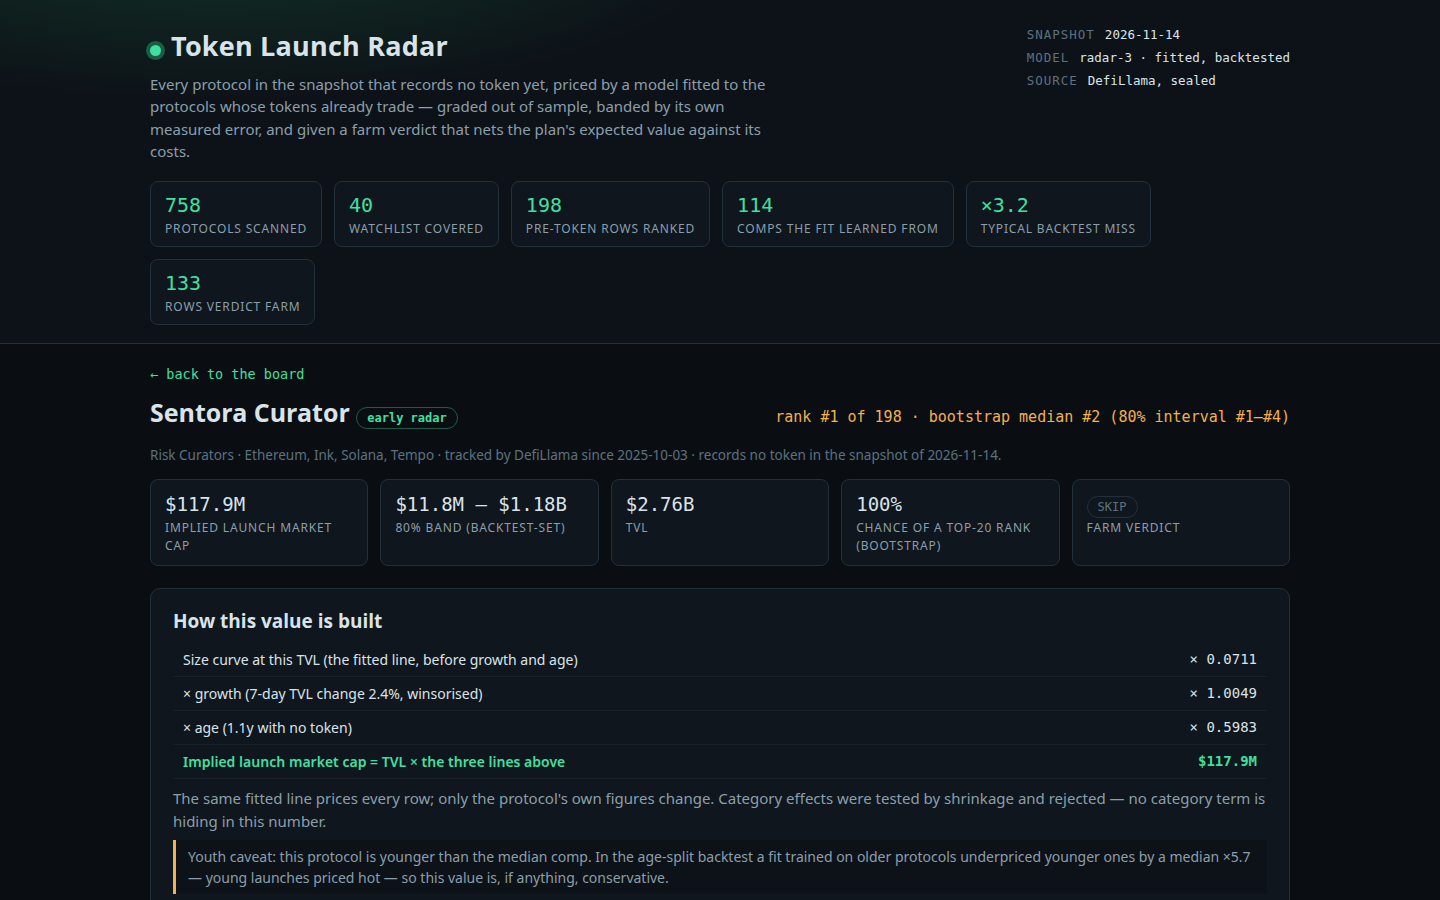 Token Launch Radar
Every protocol in the snapshot that records no token yet, priced by a model fitted to the
protocols whose tokens already trade — graded out of sample, banded by its own
measured error, and given a farm verdict that nets the plan's expected value against its
costs.
SNAPSHOT 2026-11-14
MODEL radar-3 · fitted, backtested
SOURCE DefiLlama, sealed
758
PROTOCOLS SCANNED
40
WATCHLIST COVERED
198
PRE-TOKEN ROWS RANKED
114
COMPS THE FIT LEARNED FROM
×3.2
TYPICAL BACKTEST MISS
133
ROWS VERDICT FARM
← back to the board
Sentora Curator early radar
rank #1 of 198 · bootstrap median #2 (80% interval #1–#4)
Risk Curators · Ethereum, Ink, Solana, Tempo · tracked by DefiLlama since 2025-10-03 · records no token in the snapshot of 2026-11-14.
$117.9M
IMPLIED LAUNCH MARKET
CAP
$11.8M — $1.18B
80% BAND (BACKTEST-SET)
$2.76B
TVL
100%
CHANCE OF A TOP-20 RANK
(BOOTSTRAP)
SKIP
FARM VERDICT
How this value is built
Size curve at this TVL (the fitted line, before growth and age) × 0.0711
× growth (7-day TVL change 2.4%, winsorised) × 1.0049
× age (1.1y with no token) × 0.5983
Implied launch market cap = TVL × the three lines above $117.9M
The same fitted line prices every row; only the protocol's own figures change. Category effects were tested by shrinkage and rejected — no category term is
hiding in this number.
Youth caveat: this protocol is younger than the median comp. In the age-split backtest a fit trained on older protocols underpriced younger ones by a median ×5.7
— young launches priced hot — so this value is, if anything, conservative.